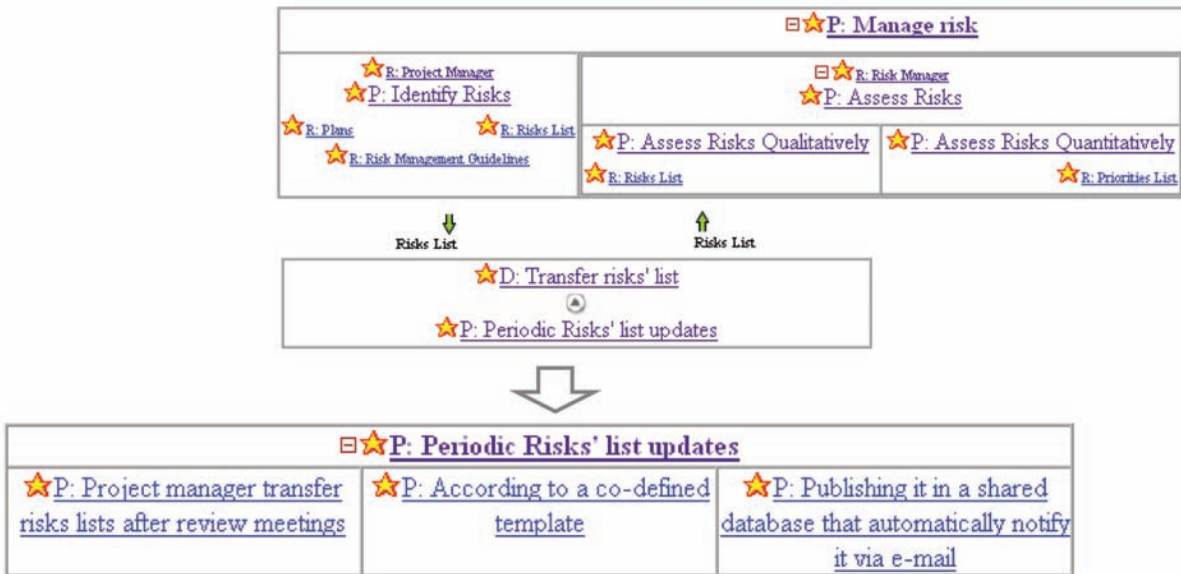 P: Manage risk
R: Project Manager
P: Identify Risks
R: Plans
R: Risks List
R: Risk Management Guidelines
R: Risk Manager
P: Assess Risks
P: Assess Risks Qualitatively
R: Risks List
P: Assess Risks Quantitatively
R: Priorities List
Risks List
Risks List
D: Transfer risks' list
P: Periodic Risks' list updates
P: Periodic Risks' list updates
P: Project manager transfer
risks lists after review meetings
P: According to a co-defined
template
P: Publishing it in a shared
database that automatically notify
it via e-mail